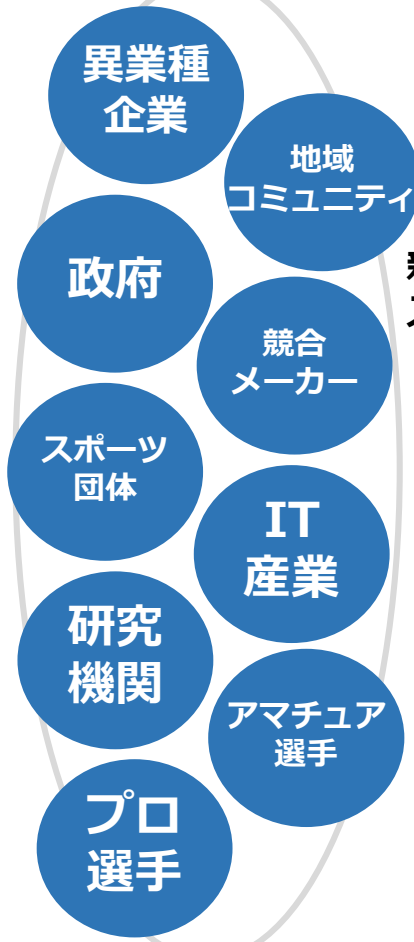 異業種
企業
地域
コミュニティ
政府
競合
メーカー
スポーツ
団体
IT
産業
研究
機関
アマチュア
選手
プロ
選手